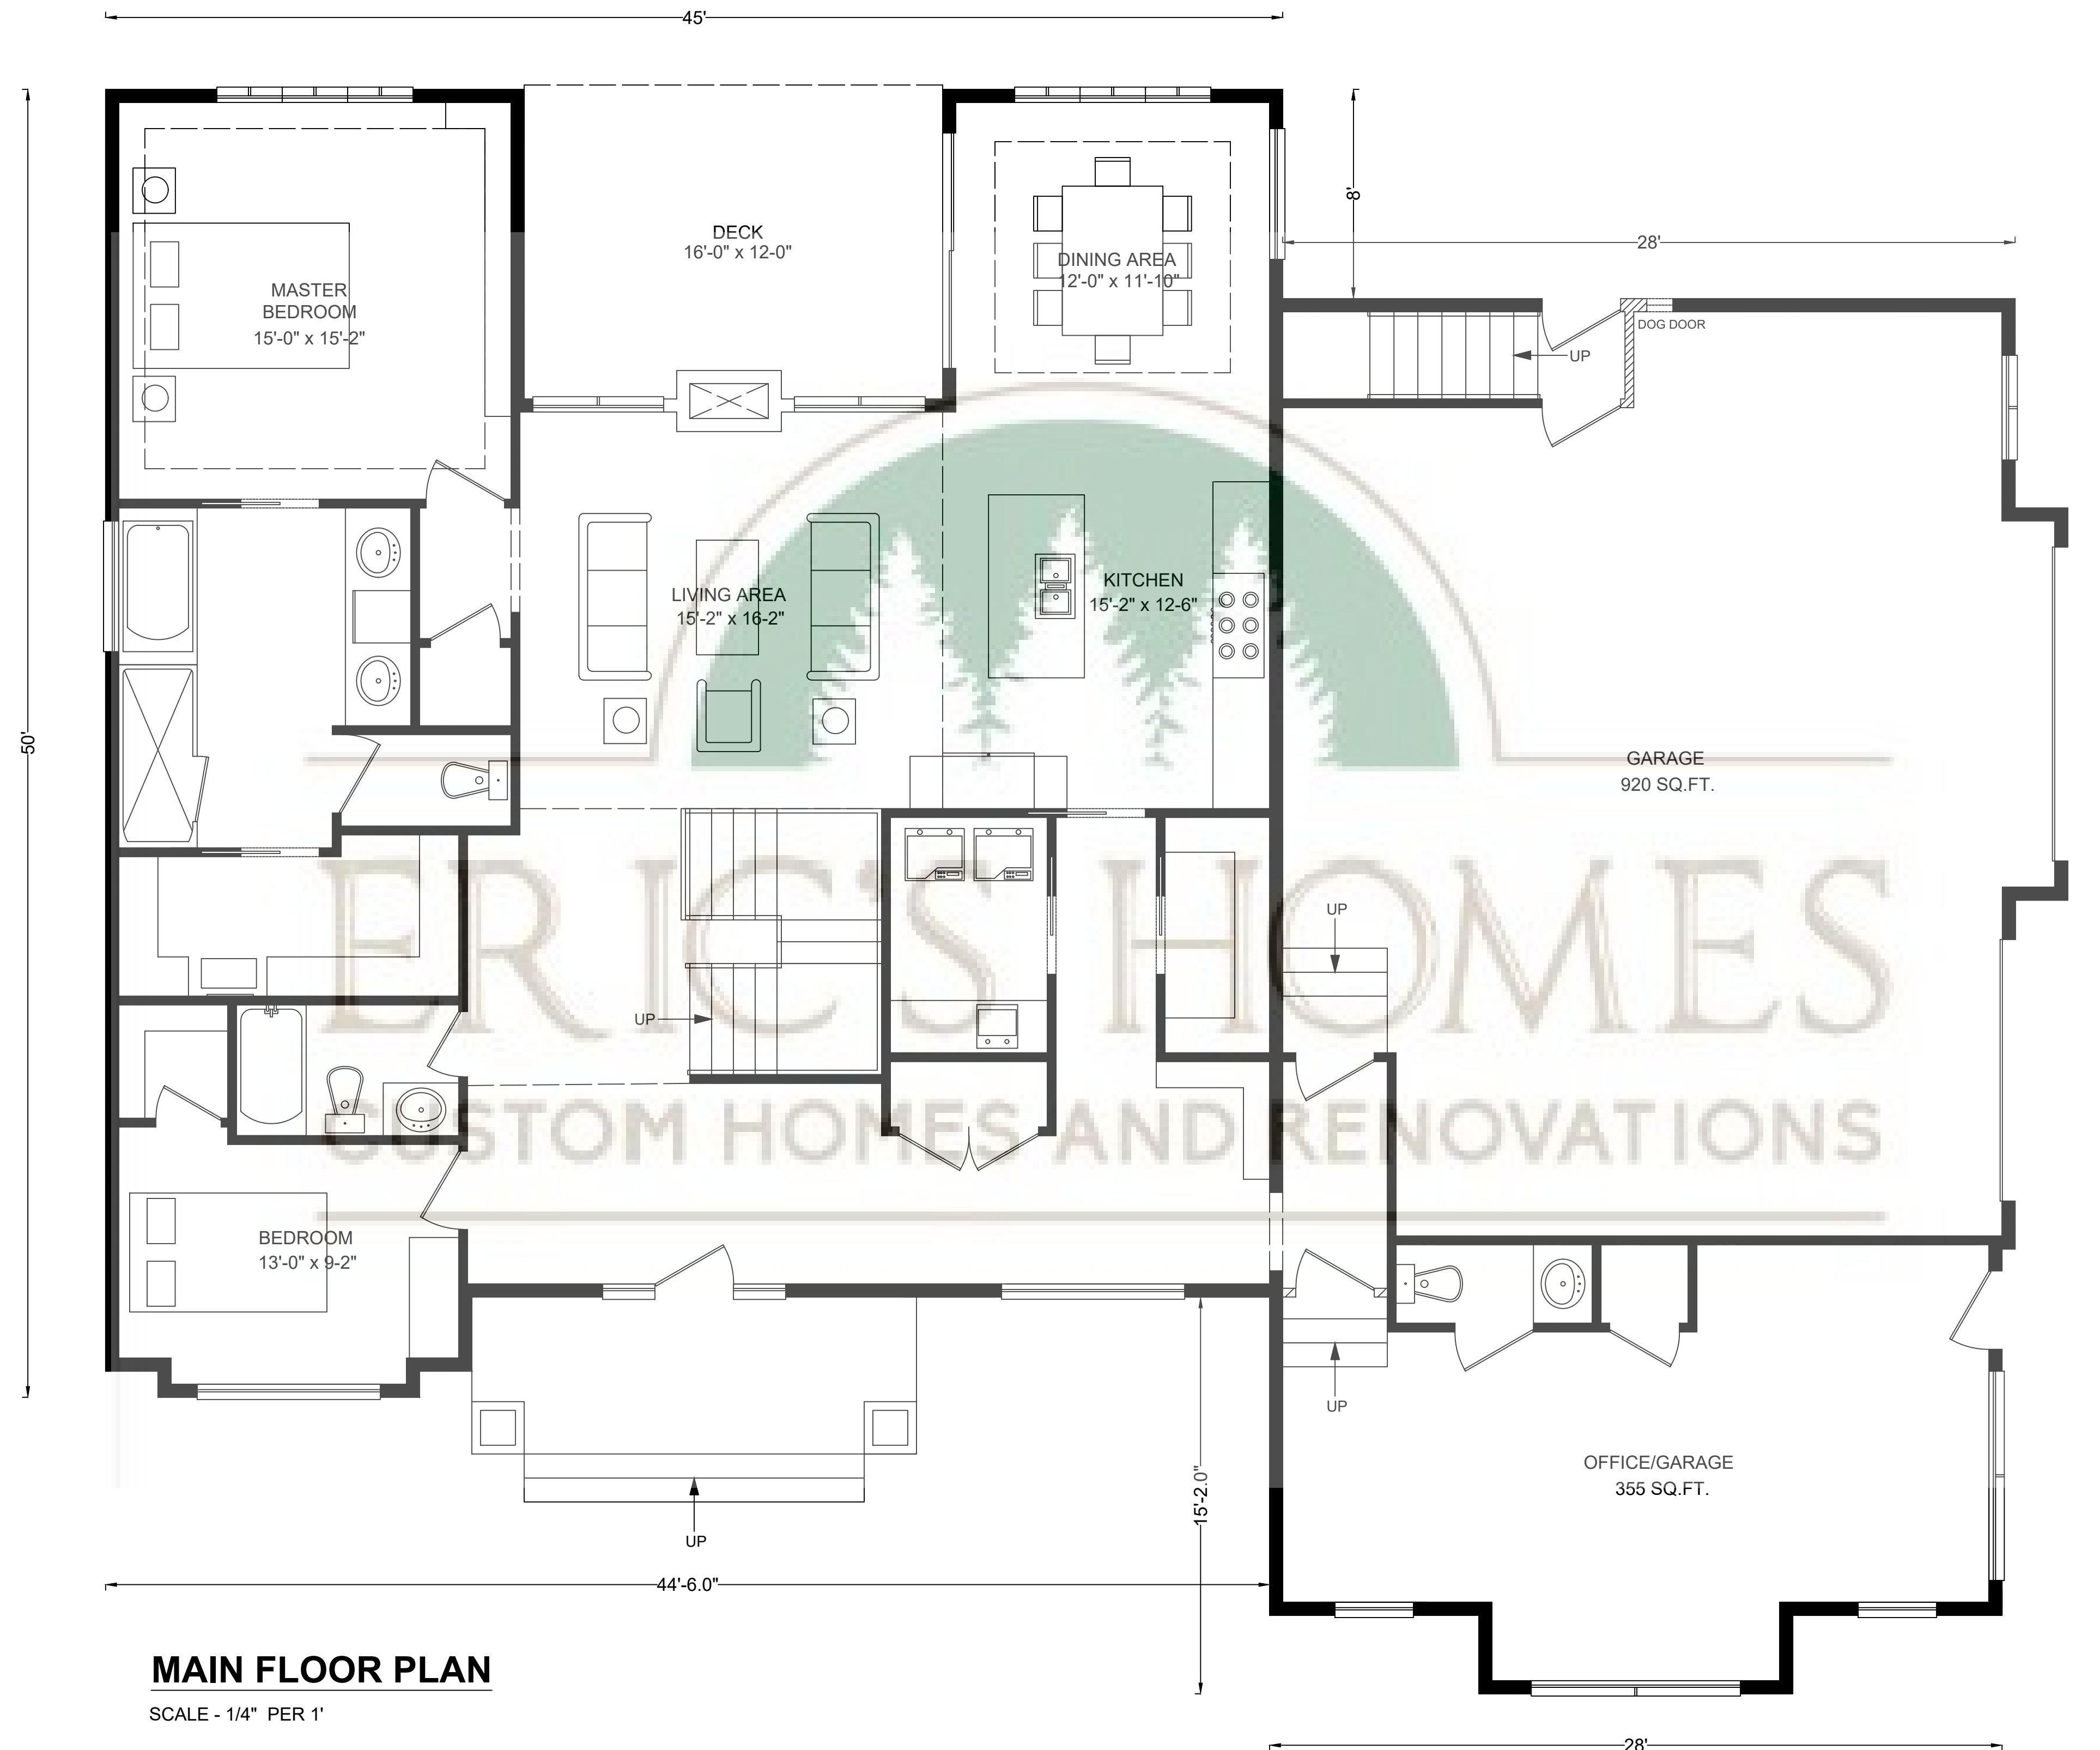 45'
8'
28'
DECK
16'-0" x 12-0"
DINING AREA
12'-0" x 11'-10"
MASTER
BEDROOM
15'-0" x 15'-2"
DOG DOOR
UP
50'
LIVING AREA
15'-2" x 16-2"
KITCHEN
15'-2" x 12-6"
GARAGE
920 SQ.FT.
ERIC'S HOMES
UP
UP
CUSTOM HOMES AND RENOVATIONS
BEDROOM
13'-0" x 9-2"
UP
OFFICE/GARAGE
355 SQ.FT.
15'-2.0"
UP
44'-6.0"
MAIN FLOOR PLAN
SCALE - 1/4" PER 1'
28'